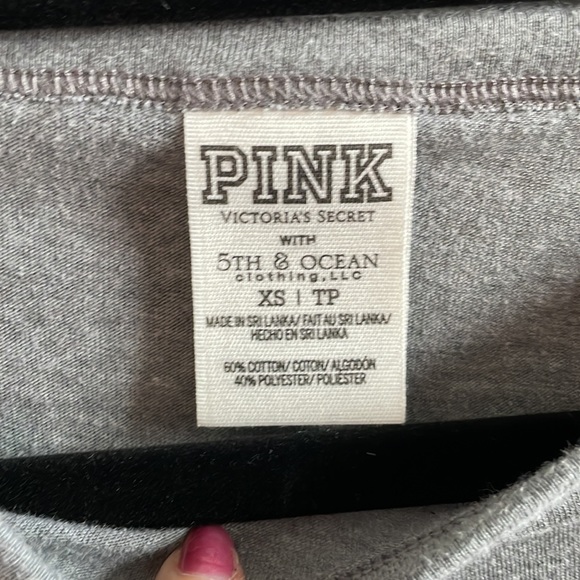 PINK
VICTORIA'S SECRET
WITH
5TH & OCEAN
clothing, LLC
XS | TP
MADE IN SRI LANKA/ FAIT AU SRI LANKA/
HECHO EN SRI LANKA
60% COTTON/ COTON/ ALGODÓN
40% POLYESTER/ POLIESTER